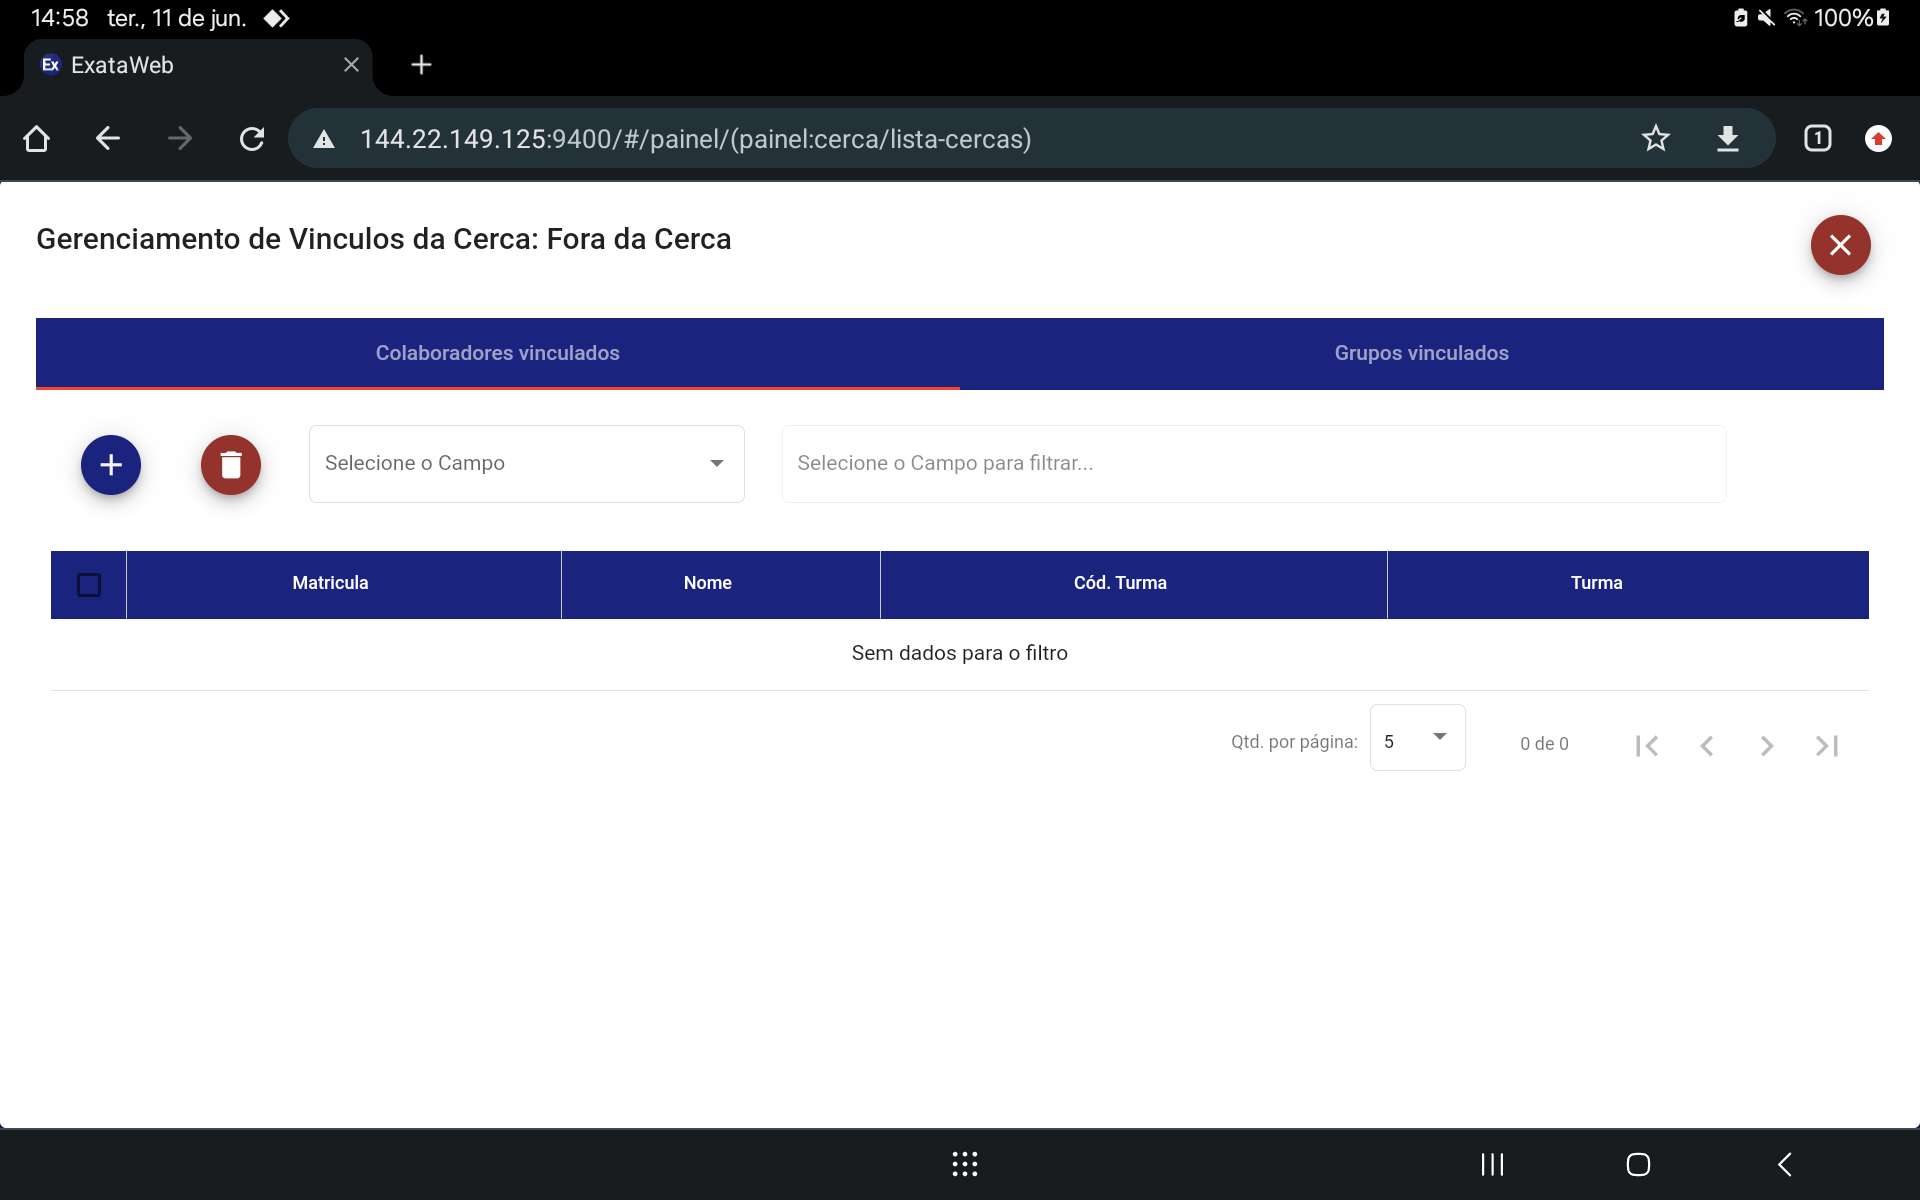 14:58 ter., 11 de jun. 100%
Ex ExataWeb
144.22.149.125:9400/#/painel/(painel:cerca/lista-cercas) 1
Gerenciamento de Vinculos da Cerca: Fora da Cerca
Colaboradores vinculados Grupos vinculados
Selecione o Campo Selecione o Campo para filtrar...
Matricula Nome Cód. Turma Turma
Sem dados para o filtro
Qtd. por página: 5 0 de 0